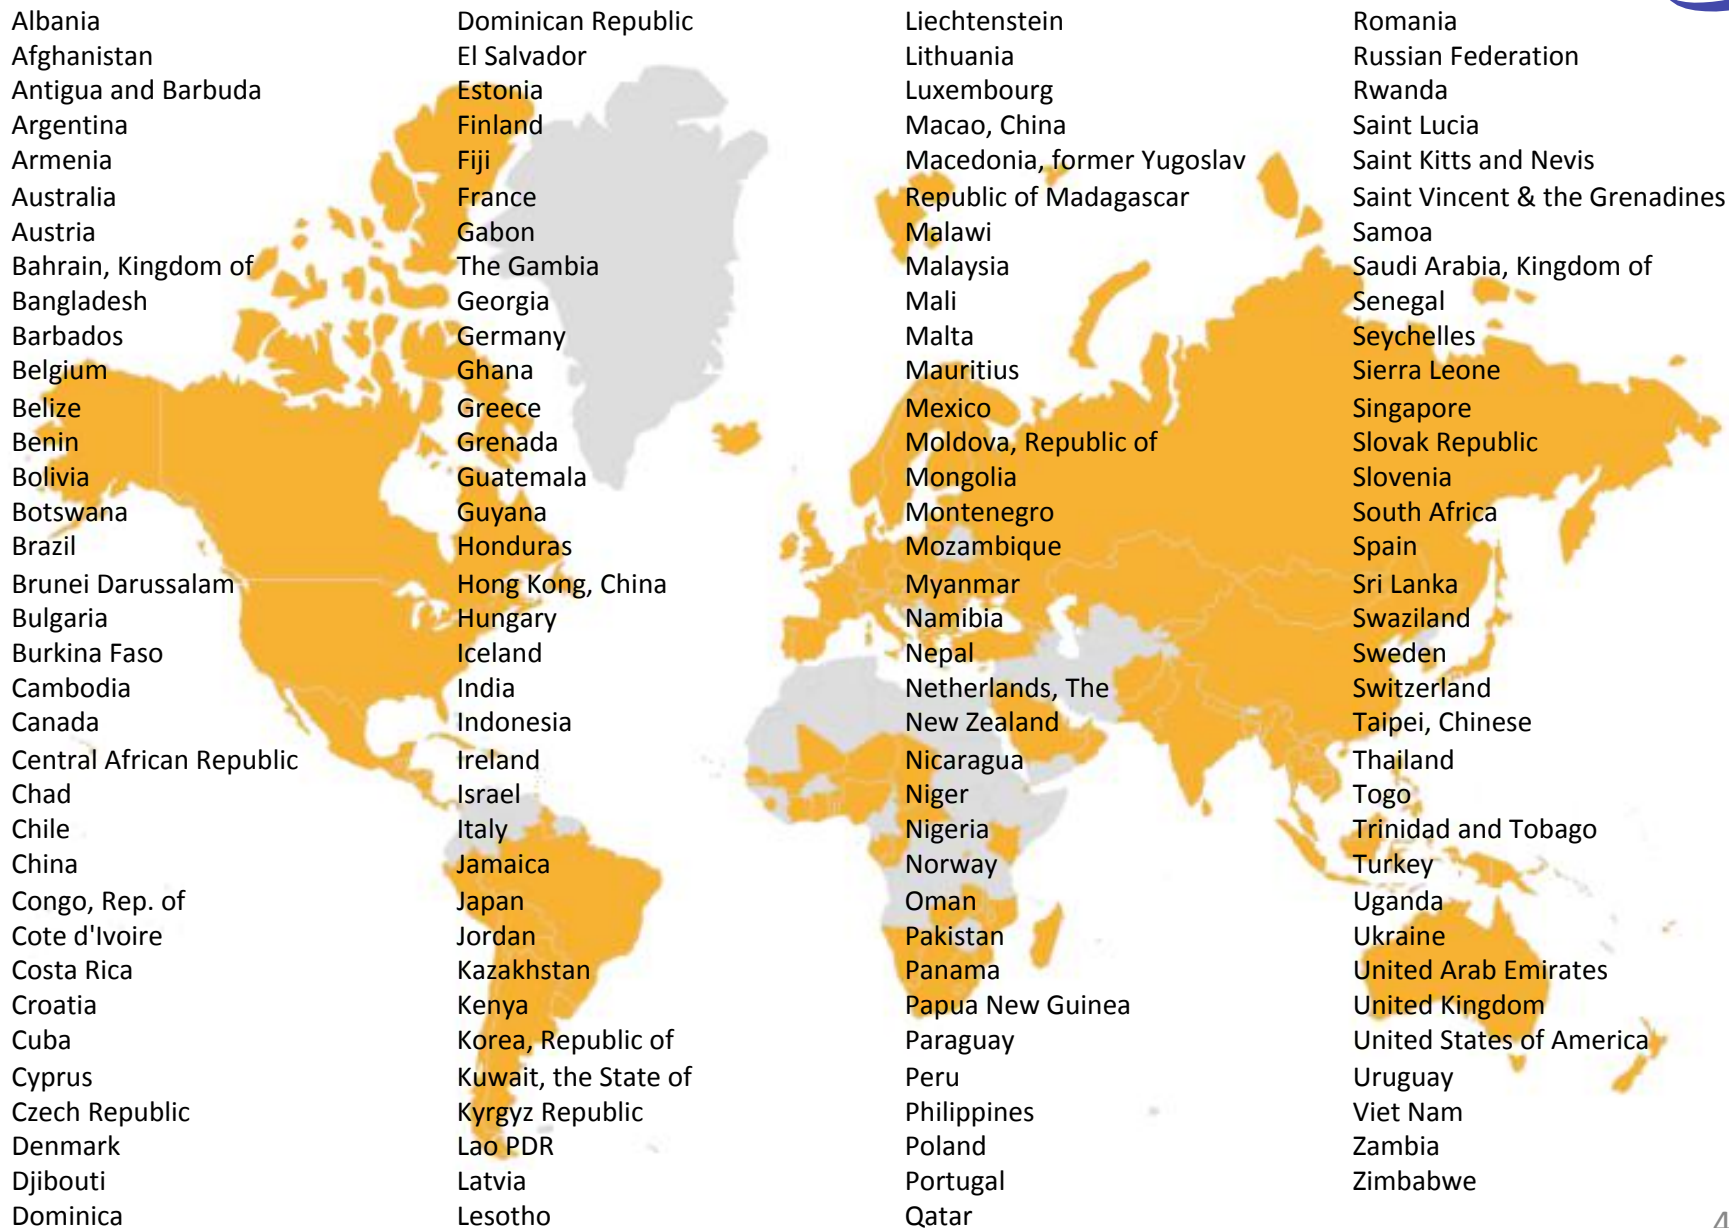 Albania
Afghanistan
Antigua and Barbuda
Argentina
Armenia
Australia
Austria
Bahrain, Kingdom of
Bangladesh
Barbados
Belgium
Belize
Benin
Bolivia
Botswana
Brazil
Brunei Darussalam
Bulgaria
Burkina Faso
Cambodia
Canada
Central African Republic
Chad
Chile
China
Congo, Rep. of
Cote d'Ivoire
Costa Rica
Croatia
Cuba
Cyprus
Czech Republic
Denmark
Djibouti
Dominica
Dominican Republic
El Salvador
Estonia
Finland
Fiji
France
Gabon
The Gambia
Georgia
Germany
Ghana
Greece
Grenada
Guatemala
Guyana
Honduras
Hong Kong, China
Hungary
Iceland
India
Indonesia
Ireland
Israel
Italy
Jamaica
Japan
Jordan
Kazakhstan
Kenya
Korea, Republic of
Kuwait, the State of
Kyrgyz Republic
Lao PDR
Latvia
Lesotho
Liechtenstein
Lithuania
Luxembourg
Macao, China
Macedonia, former Yugoslav
Republic of Madagascar
Malawi
Malaysia
Mali
Malta
Mauritius
Mexico
Moldova, Republic of
Mongolia
Montenegro
Mozambique
Myanmar
Namibia
Nepal
Netherlands, The
New Zealand
Nicaragua
Niger
Nigeria
Norway
Oman
Pakistan
Panama
Papua New Guinea
Paraguay
Peru
Philippines
Poland
Portugal
Qatar
Romania
Russian Federation
Rwanda
Saint Lucia
Saint Kitts and Nevis
Saint Vincent & the Grenadines
Samoa
Saudi Arabia, Kingdom of
Senegal
Seychelles
Sierra Leone
Singapore
Slovak Republic
Slovenia
South Africa
Spain
Sri Lanka
Swaziland
Sweden
Switzerland
Taipei, Chinese
Thailand
Togo
Trinidad and Tobago
Turkey
Uganda
Ukraine
United Arab Emirates
United Kingdom
United States of America
Uruguay
Viet Nam
Zambia
Zimbabwe
4